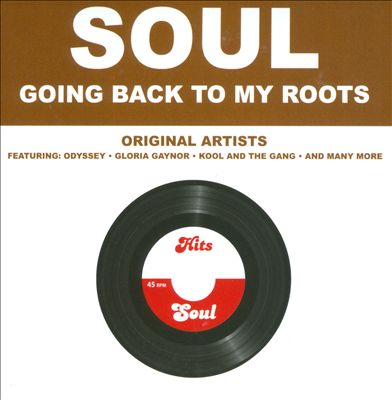 SOUL
GOING BACK TO MY ROOTS
ORIGINAL ARTISTS
FEATURING: ODYSSEY • GLORIA GAYNOR • KOOL AND THE GANG • AND MANY MORE
Hits
45 RPM
Soul